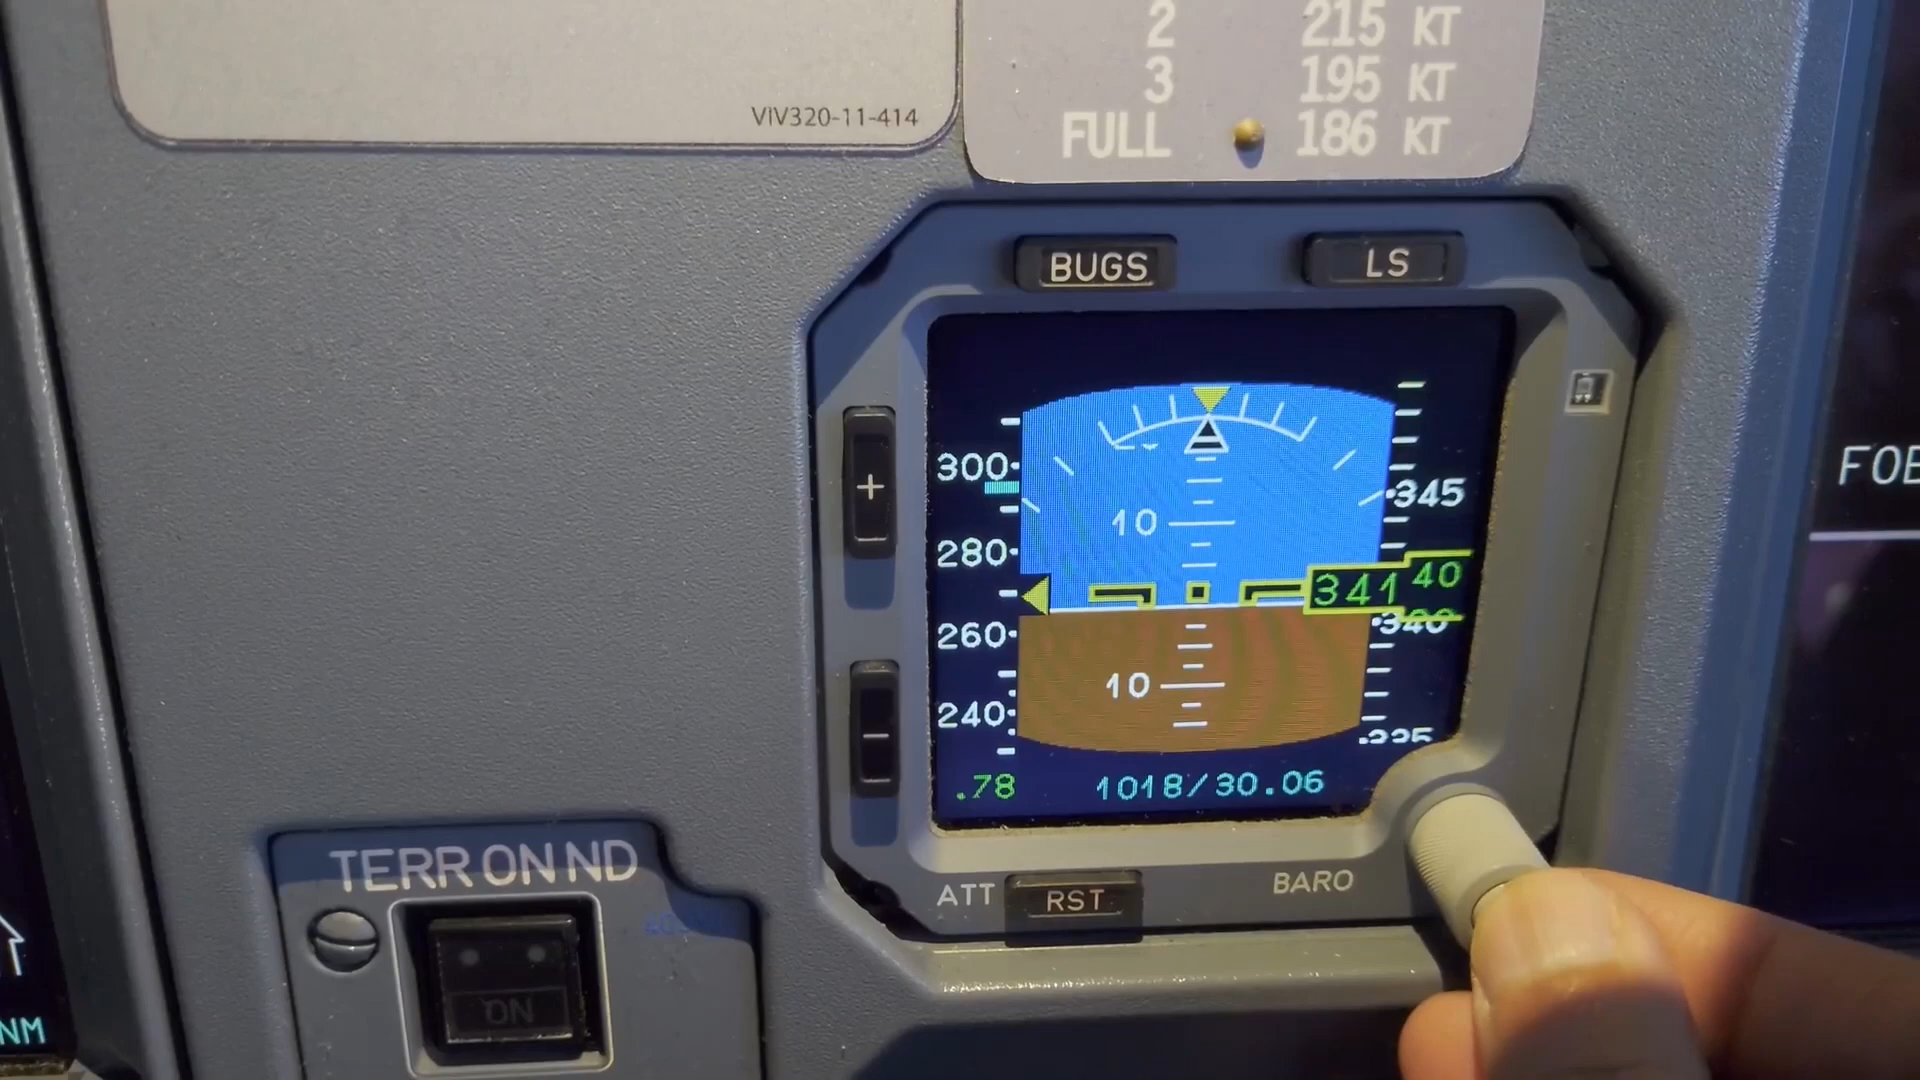 2 215 KT
3 195 KT
VIV320-11-414
FULL 186 KT
BUGS LS
300
345
10
280
341 40
260
340
10
240
.78 1018/30.06
+
-
ATT RST BARO
TERR ON ND
ON
NM